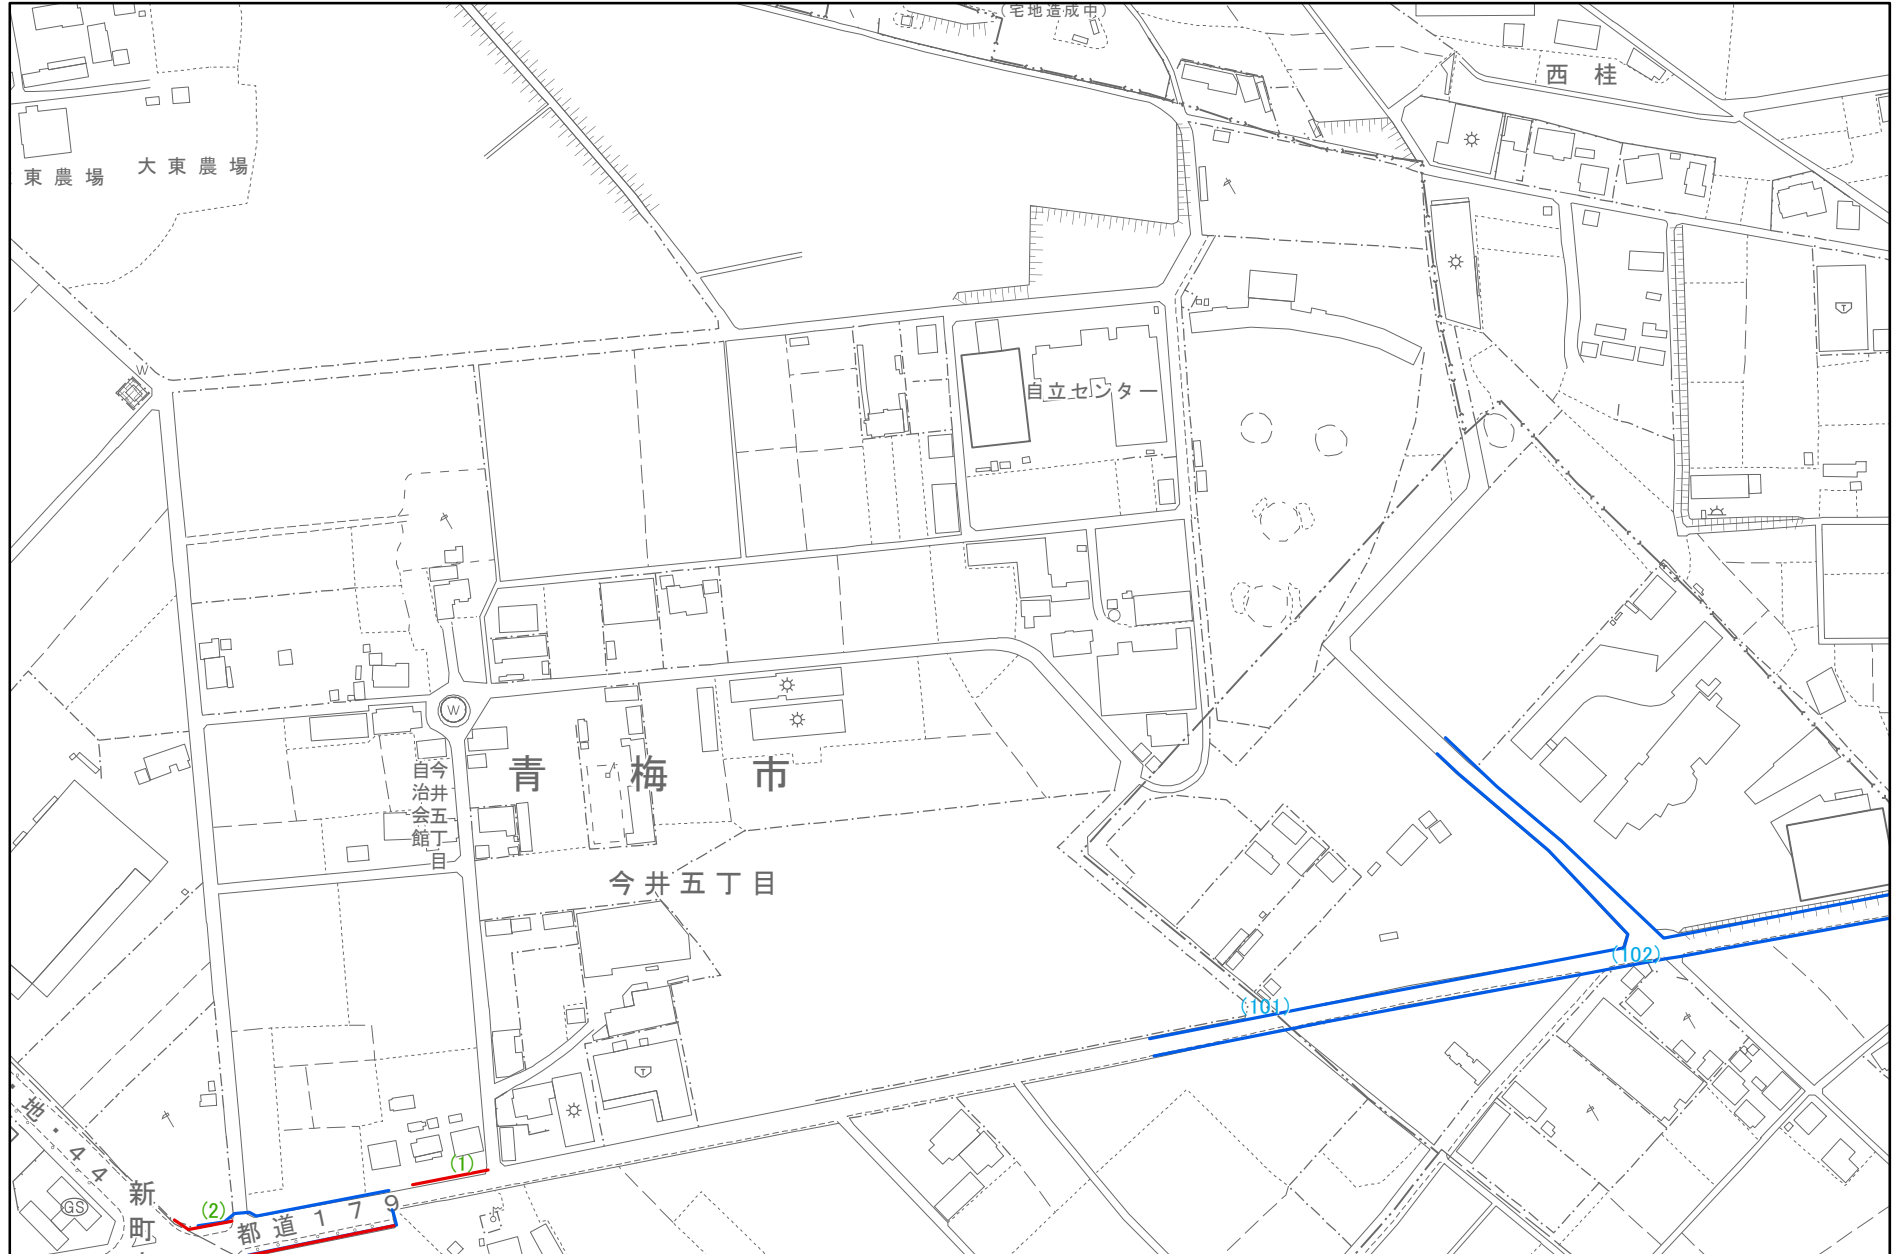 (宅地造成中)
西桂
東農場
大東農場
W
自立センター
W
青梅市
今井五丁目
自治会館
今井五丁目
(102)
(101)
地・44
(1)
(2)
新町
GS
都道179